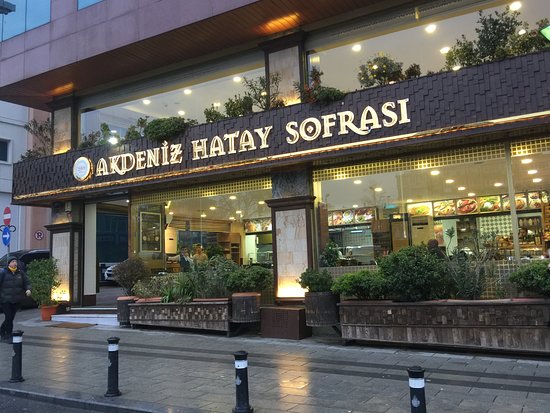 AKDENİZ HATAY SOFRASI